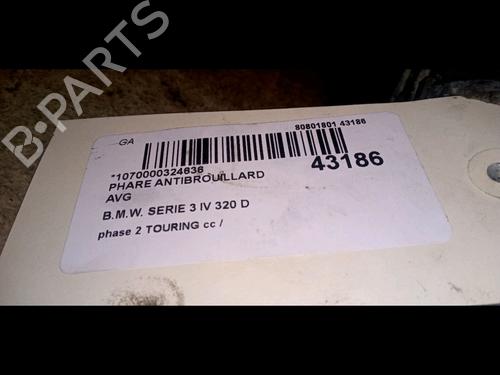 B-PARTS
GA
80801801 43186
*1070000324636
43186
PHARE ANTIBROUILLARD
AVG
B.M.W. SERIE 3 IV 320 D
phase 2 TOURING cc /